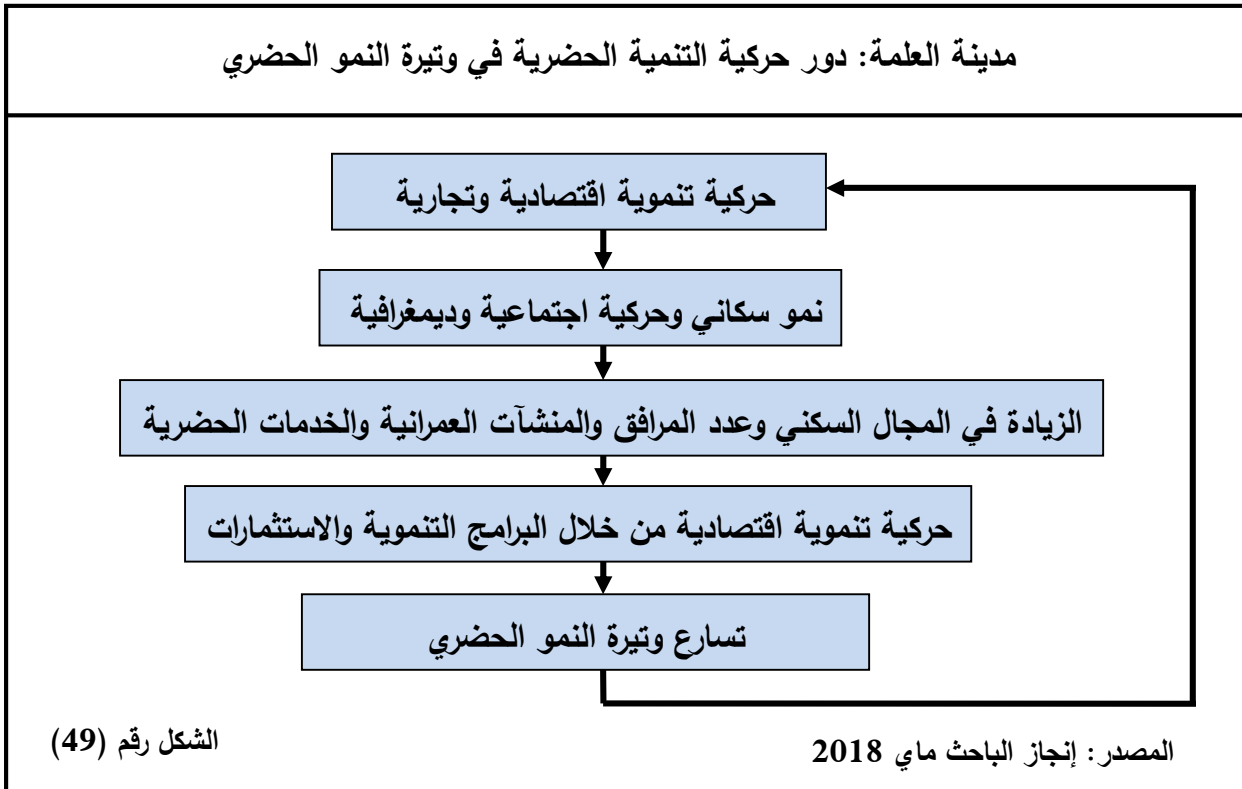 مدينة العلمة: دور حركية التنمية الحضرية في وتيرة النمو الحضري
حركية تنموية اقتصادية وتجارية
نمو سكاني وحركية اجتماعية وديمغرافية
الزيادة في المجال السكني وعدد المرافق والمنشآت العمرانية والخدمات الحضرية
حركية تنموية اقتصادية من خلال البرامج التنموية والاستثمارات
تسارع وتيرة النمو الحضري
المصدر: إنجاز الباحث ماي 2018
الشكل رقم (49)